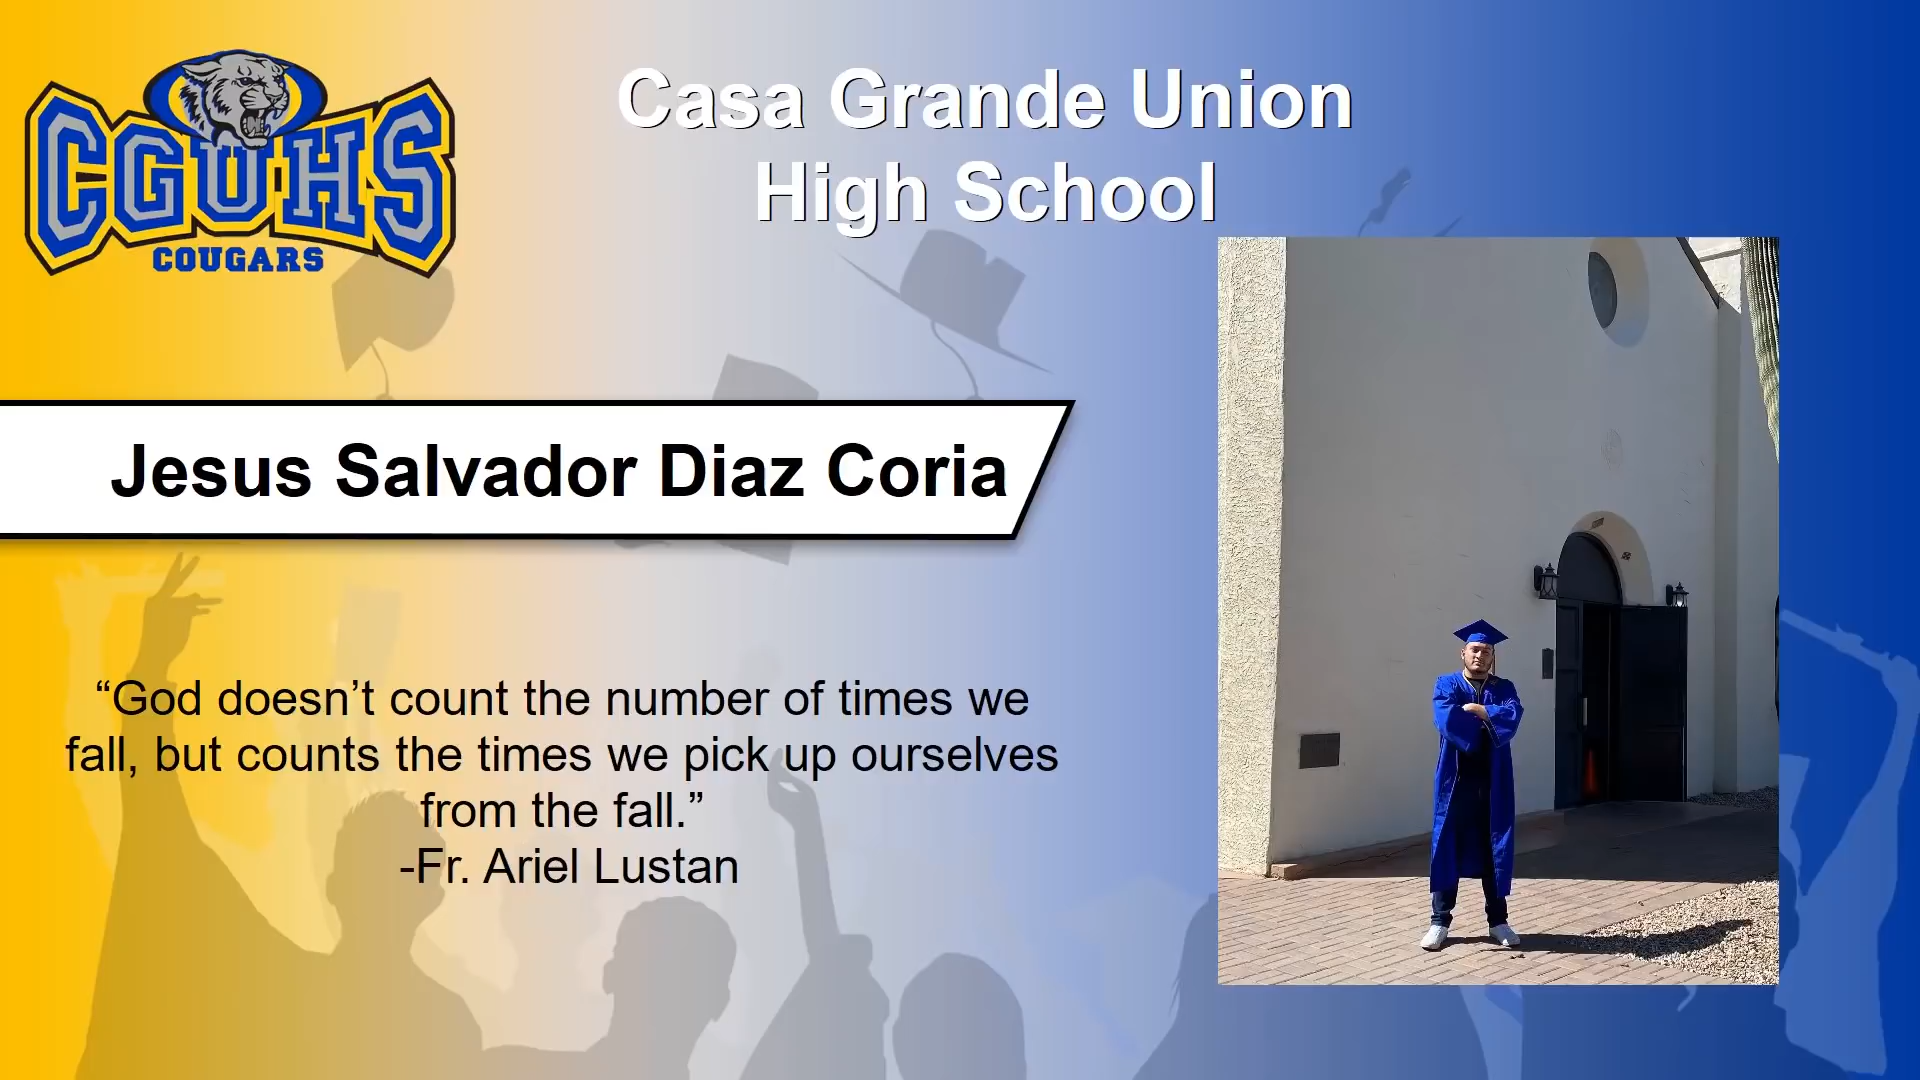 CGUHS
COUGARS
Casa Grande Union
High School
Jesus Salvador Diaz Coria
“God doesn’t count the number of times we
fall, but counts the times we pick up ourselves
from the fall.”
-Fr. Ariel Lustan